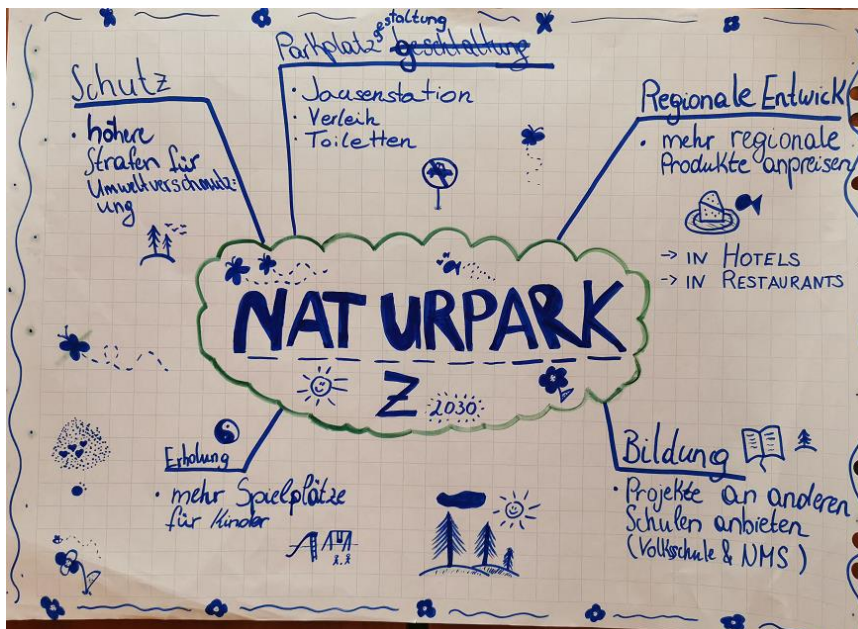 Schutz
• höhere
Strafen für
Umweltverschmutz-
ung
Parkplatzgestaltung
• Jausenstation
• Verleih
• Toiletten
Regionale Entwick
• mehr regionale
Produkte anpreisen
→ IN HOTELS
→ IN RESTAURANTS
NATURPARK
Z 2030
Erholung
• mehr Spielplätze
für Kinder
Bildung
• Projekte an anderen
Schulen anbieten
(Volksschule & NMS)